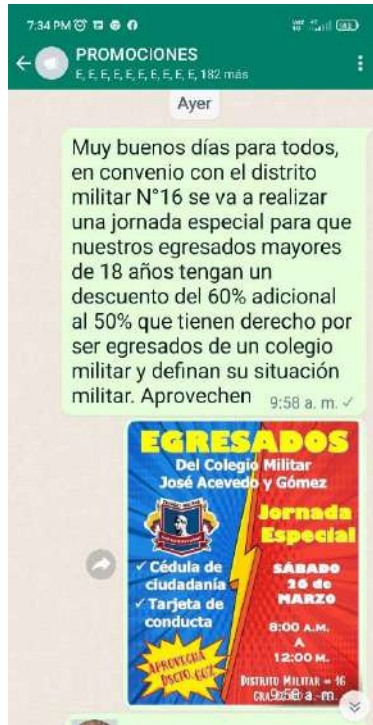 7:34 PM
PROMOCIONES
E, E, E, E, E, E, E, E, E, E, 182 más
Ayer
Muy buenos días para todos,
en convenio con el distrito
militar N°16 se va a realizar
una jornada especial para que
nuestros egresados mayores
de 18 años tengan un
descuento del 60% adicional
al 50% que tienen derecho por
ser egresados de un colegio
militar y definan su situación
militar. Aprovechen
9:58 a. m.
EGRESADOS
Del Colegio Militar
José Acevedo y Gómez
Jornada
Especial
✓ Cédula de
ciudadanía
✓ Tarjeta de
conducta
SÁBADO
26 de
MARZO
8:00 A.M.
A
12:00 M.
APROVECHA
DSCTO. 60%
DISTRITO MILITAR - 16
9:58 a. m.